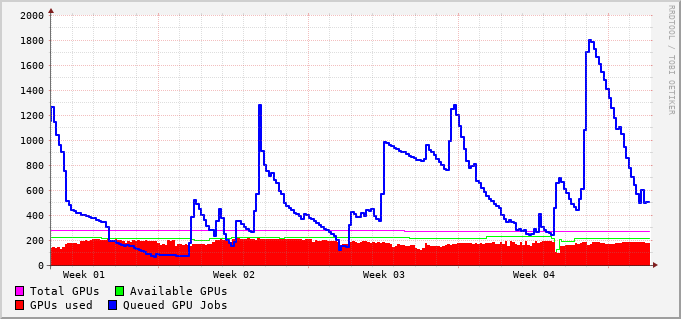 2000
1800
1600
1400
1200
1000
800
600
400
200
0
Week 01 Week 02 Week 03 Week 04
Total GPUs Available GPUs
GPUs used Queued GPU Jobs
RRDTOOL / TOBI OETIKER